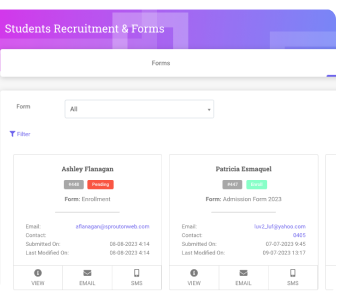 Students Recruitment & Forms
Forms
Form
All
Filter
Ashley Flanagan
#448 Pending
Form: Enrollment
Email: aflanagan@sproutonweb.com
Contact:
Submitted On: 08-08-2023 4:14
Last Modified On: 08-08-2023 4:14
VIEW EMAIL SMS
Patricia Esmaquel
#447
Form: Admission Form 2023
Email: luv2_luf@yahoo.com
Contact: 0405
Submitted On: 07-07-2023 9:45
Last Modified On: 09-07-2023 13:17
VIEW EMAIL SMS